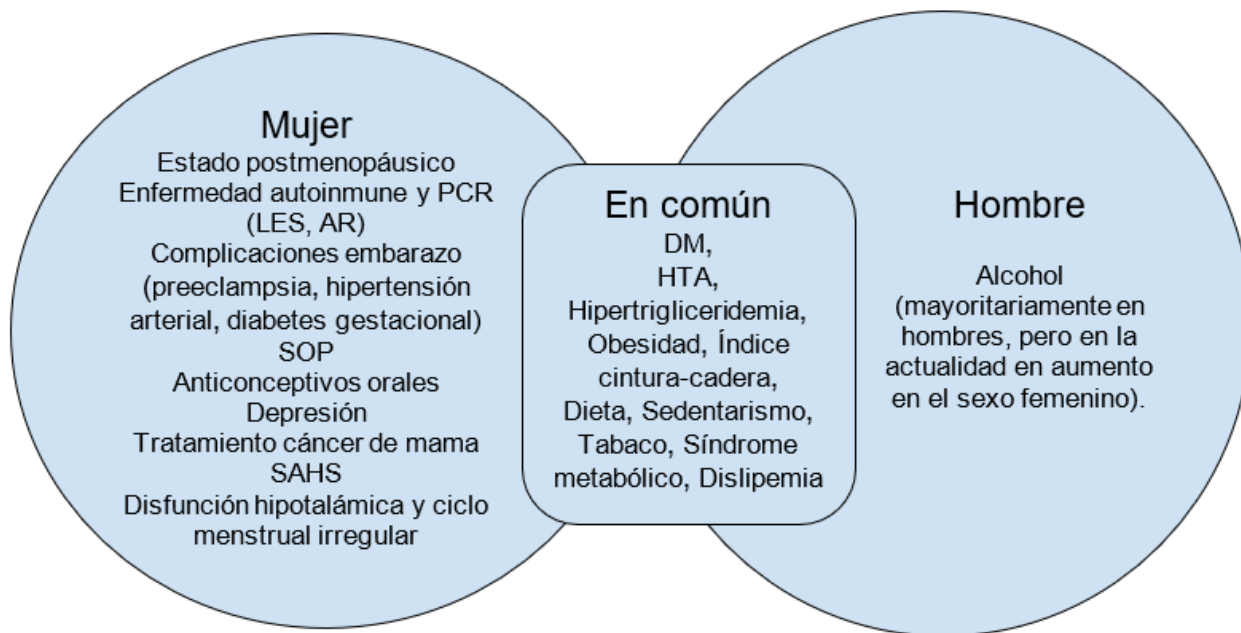 Mujer
Estado postmenopáusico
Enfermedad autoinmune y PCR
(LES, AR)
Complicaciones embarazo
(preeclampsia, hipertensión
arterial, diabetes gestacional)
SOP
Anticonceptivos orales
Depresión
Tratamiento cáncer de mama
SAHS
Disfunción hipotalámica y ciclo
menstrual irregular
En común
DM,
HTA,
Hipertrigliceridemia,
Obesidad, Índice
cintura-cadera,
Dieta, Sedentarismo,
Tabaco, Síndrome
metabólico, Dislipemia
Hombre
Alcohol
(mayoritariamente en
hombres, pero en la
actualidad en aumento
en el sexo femenino).